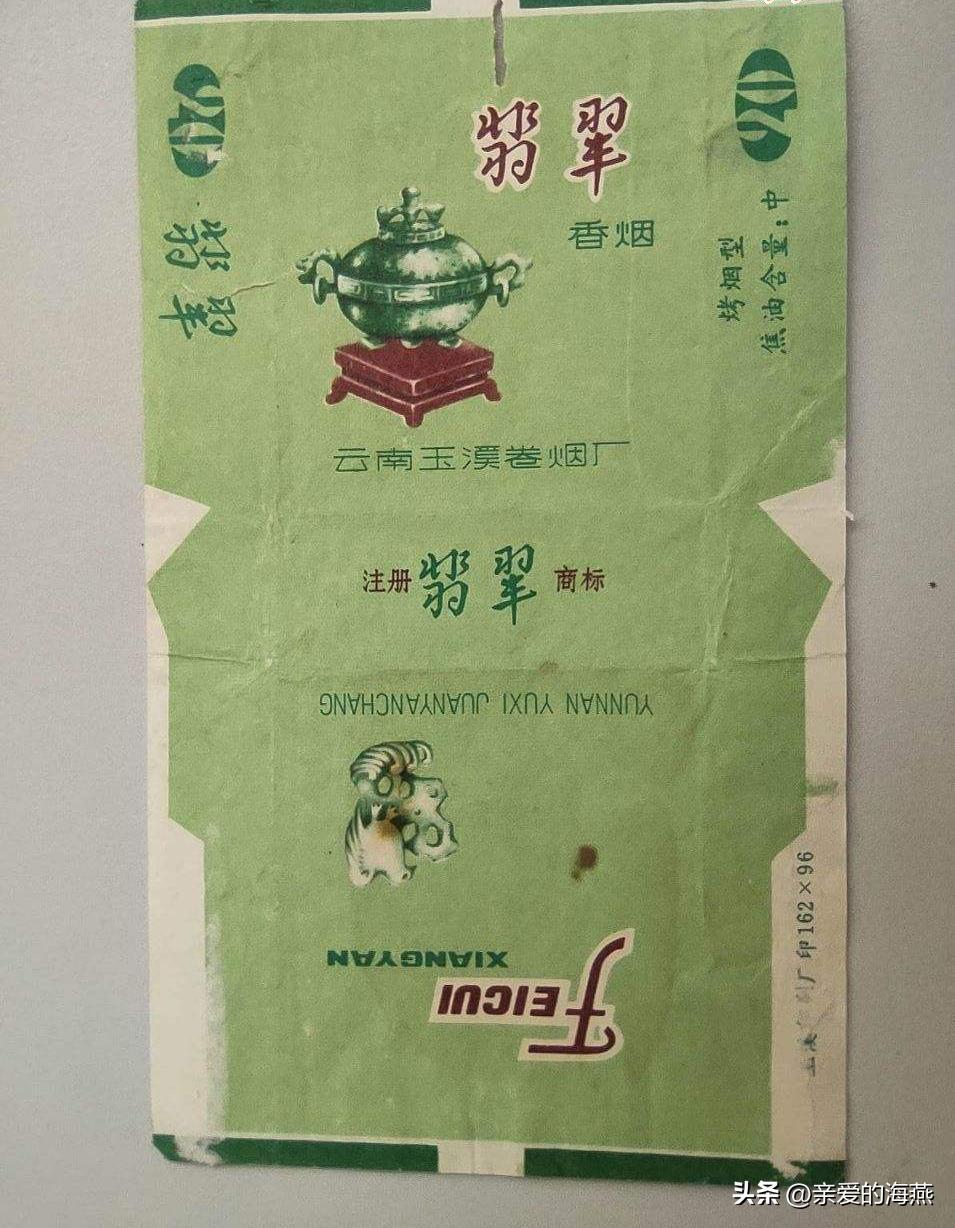 翡翠
香烟
云南玉溪卷烟厂
20
翡翠
20
烤烟型
焦油含量:中
注册 翡翠 商标
YUNNAN YUXI JUANYANCHANG
FEICUI
XIANGYAN
厂印162×96
头条 @亲爱的海燕